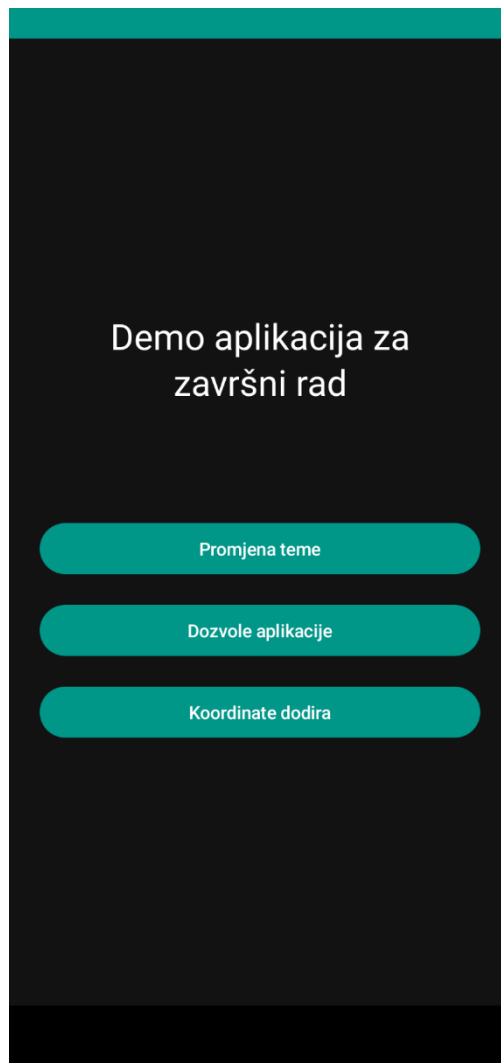 Demo aplikacija za
završni rad
Promjena teme
Dozvole aplikacije
Koordinate dodira